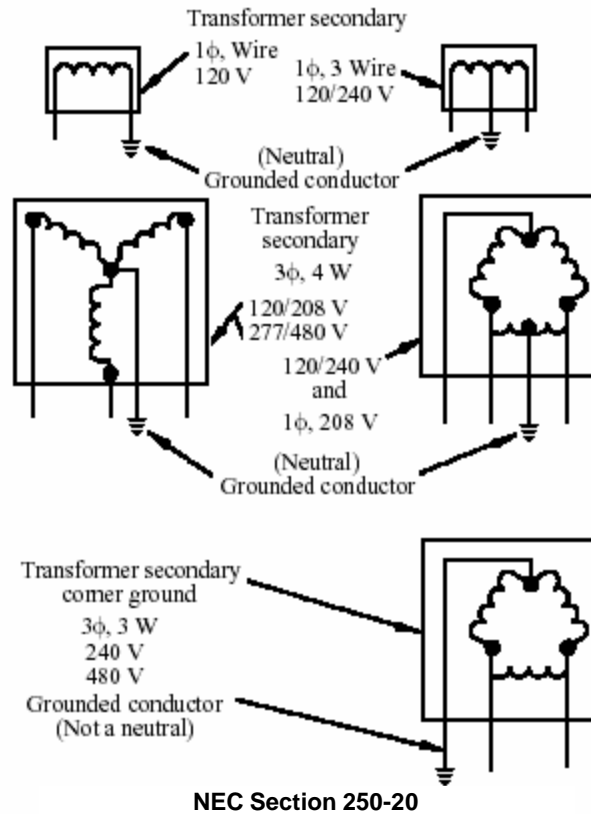 Transformer secondary
1ϕ, Wire
120 V
1ϕ, 3 Wire
120/240 V
(Neutral)
Grounded conductor
Transformer
secondary
3ϕ, 4 W
120/208 V
277/480 V
120/240 V
and
1ϕ, 208 V
(Neutral)
Grounded conductor
Transformer secondary
corner ground
3ϕ, 3 W
240 V
480 V
Grounded conductor
(Not a neutral)
NEC Section 250-20